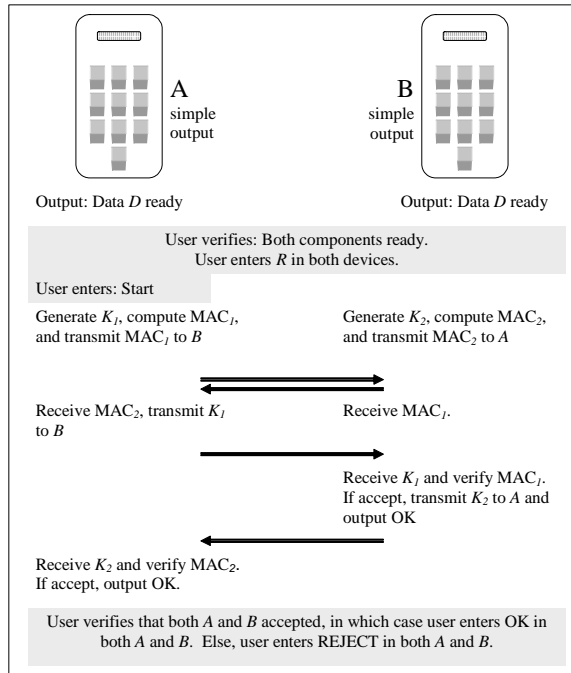 A
simple
output
B
simple
output
Output: Data D ready
Output: Data D ready
User verifies: Both components ready.
User enters R in both devices.
User enters: Start
Generate K₁, compute MAC₁,
and transmit MAC₁ to B
Generate K₂, compute MAC₂,
and transmit MAC₂ to A
Receive MAC₂, transmit K₁
to B
Receive MAC₁.
Receive K₁ and verify MAC₁.
If accept, transmit K₂ to A and
output OK
Receive K₂ and verify MAC₂.
If accept, output OK.
User verifies that both A and B accepted, in which case user enters OK in
both A and B. Else, user enters REJECT in both A and B.